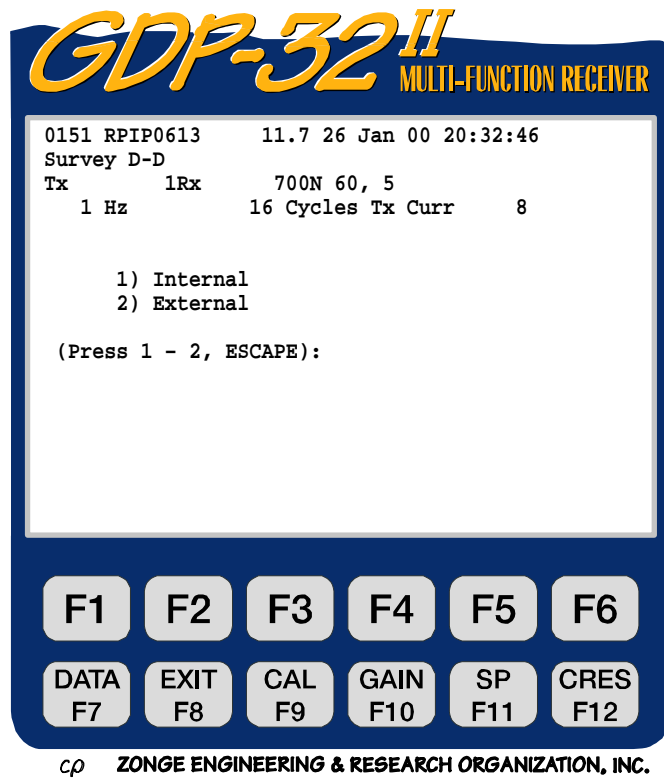 GDP-32 II
MULTI-FUNCTION RECEIVER
0151 RPIP0613 11.7 26 Jan 00 20:32:46
Survey D-D
Tx 1Rx 700N 60, 5
1 Hz 16 Cycles Tx Curr 8
1) Internal
2) External
(Press 1 - 2, ESCAPE):
F1 F2 F3 F4 F5 F6
DATA EXIT CAL GAIN SP CRES
F7 F8 F9 F10 F11 F12
cp ZONGE ENGINEERING & RESEARCH ORGANIZATION, INC.